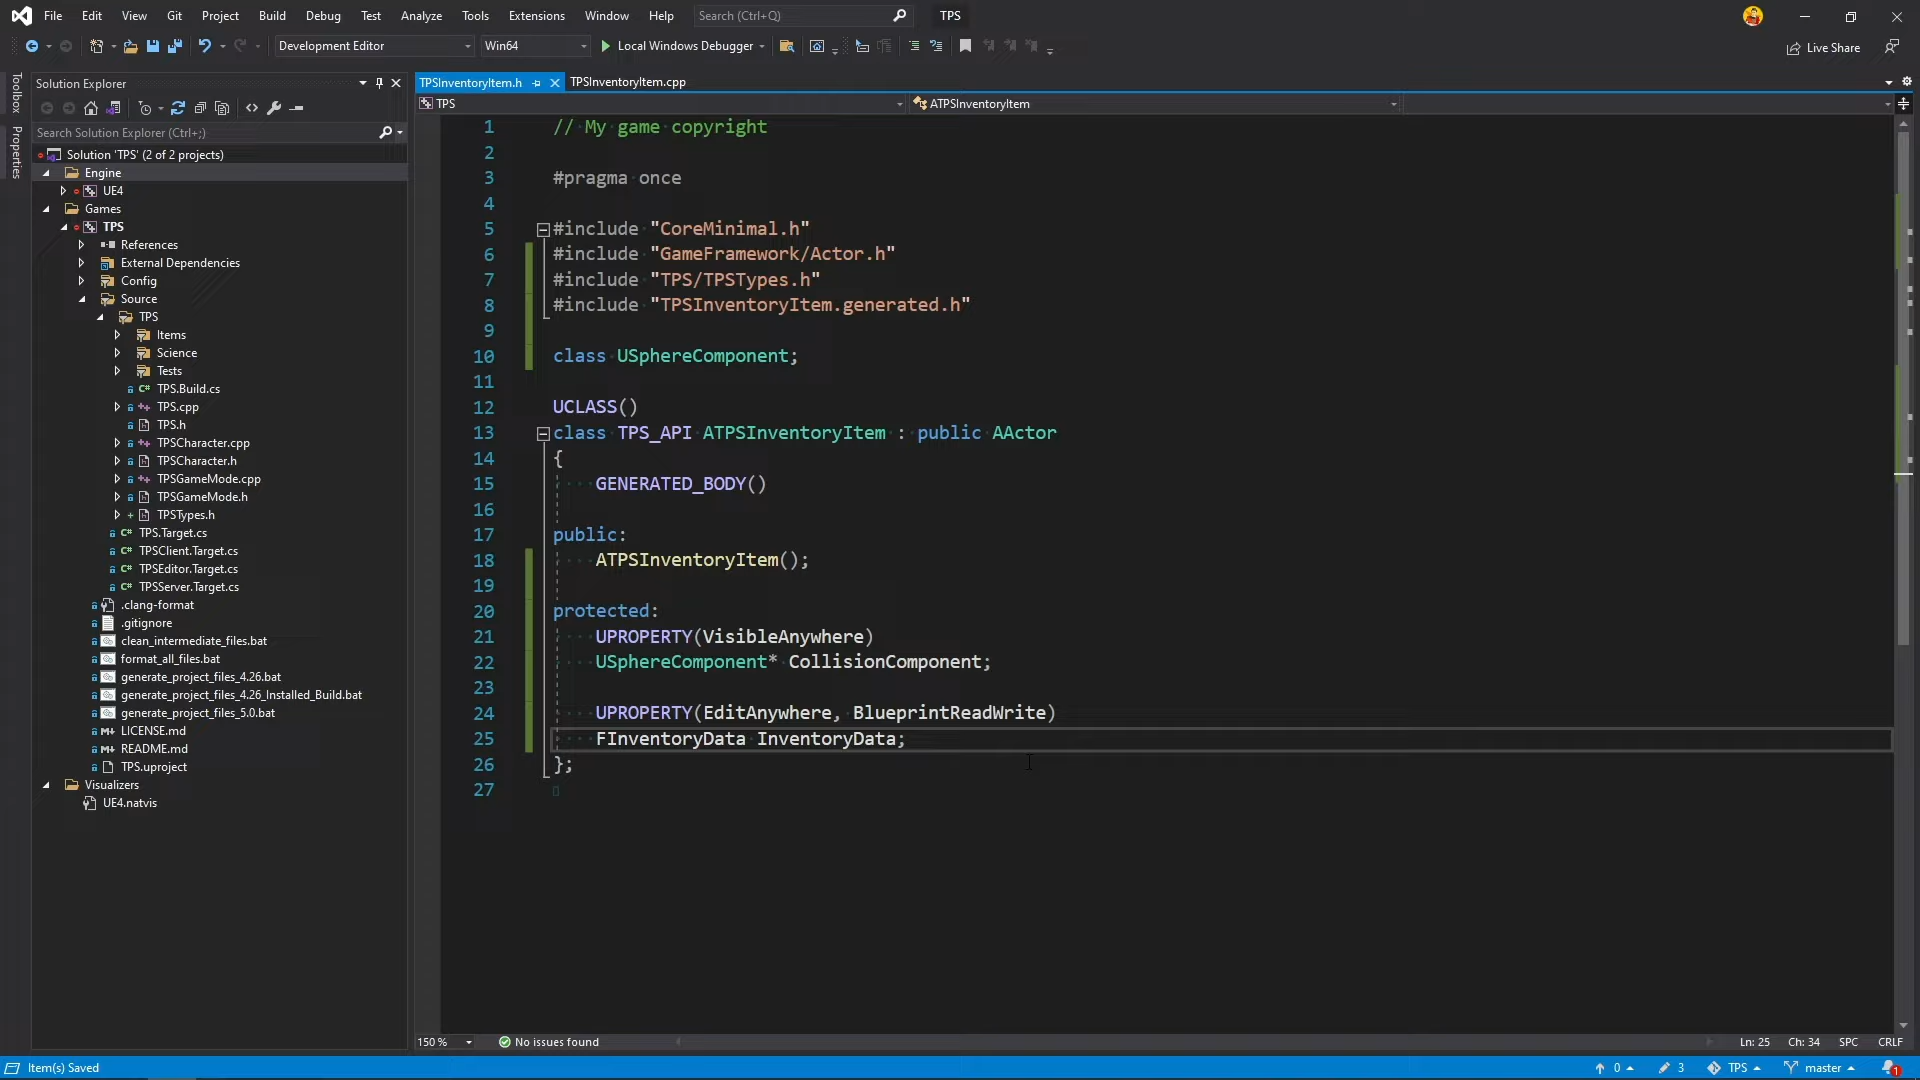 File Edit View Git Project Build Debug Test Analyze Tools Extensions Window Help Search (Ctrl+Q) TPS
Development Editor Win64 Local Windows Debugger Live Share
Toolbox
Properties
Solution Explorer
Search Solution Explorer (Ctrl+;)
Solution 'TPS' (2 of 2 projects)
Engine
UE4
Games
TPS
References
External Dependencies
Config
Source
TPS
Items
Science
Tests
TPS.Build.cs
TPS.cpp
TPS.h
TPSCharacter.cpp
TPSCharacter.h
TPSGameMode.cpp
TPSGameMode.h
TPSTypes.h
TPS.Target.cs
TPSClient.Target.cs
TPSEditor.Target.cs
TPSServer.Target.cs
.clang-format
.gitignore
clean_intermediate_files.bat
format_all_files.bat
generate_project_files_4.26.bat
generate_project_files_4.26_Installed_Build.bat
generate_project_files_5.0.bat
LICENSE.md
README.md
TPS.uproject
Visualizers
UE4.natvis
TPSInventoryItem.h TPSInventoryItem.cpp
TPS ATPSInventoryItem
1 // My game copyright
2
3 #pragma once
4
5 #include "CoreMinimal.h"
6 #include "GameFramework/Actor.h"
7 #include "TPS/TPSTypes.h"
8 #include "TPSInventoryItem.generated.h"
9
10 class USphereComponent;
11
12 UCLASS()
13 class TPS_API ATPSInventoryItem : public AActor
14 {
15 GENERATED_BODY()
16
17 public:
18 ATPSInventoryItem();
19
20 protected:
21 UPROPERTY(VisibleAnywhere)
22 USphereComponent* CollisionComponent;
23
24 UPROPERTY(EditAnywhere, BlueprintReadWrite)
25 FInventoryData InventoryData;
26 };
27
150 % No issues found Ln: 25 Ch: 34 SPC CRLF
Item(s) Saved 0 3 TPS master 1